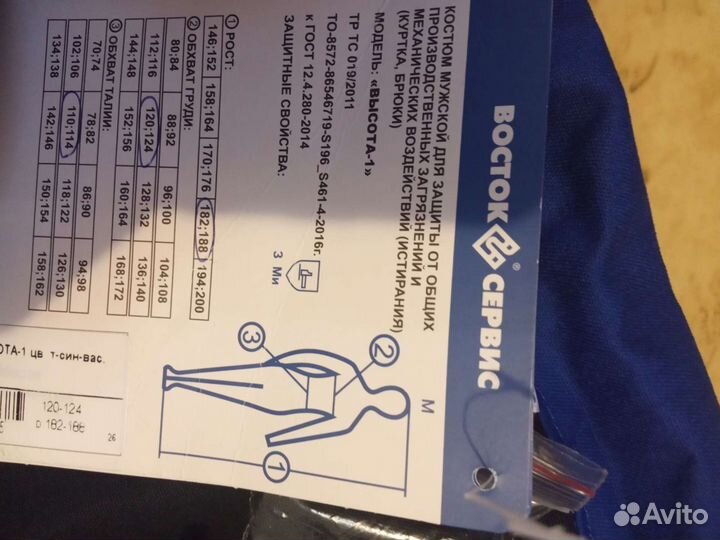 ВОСТОК СЕРВИС®
КОСТЮМ МУЖСКОЙ ДЛЯ ЗАЩИТЫ ОТ ОБЩИХ
ПРОИЗВОДСТВЕННЫХ ЗАГРЯЗНЕНИЙ И
МЕХАНИЧЕСКИХ ВОЗДЕЙСТВИЙ (ИСТИРАНИЯ)
(КУРТКА, БРЮКИ)
МОДЕЛЬ: «ВЫСОТА-1»
ТР ТС 019/2011
ТО-8572-86546719-S196_S461-4-2016г.
к ГОСТ 12.4.280-2014
ЗАЩИТНЫЕ СВОЙСТВА:
З Ми
М
1 2 3
① РОСТ:
146;152 158;164 170;176 182;188 194;200
② ОБХВАТ ГРУДИ:
80;84 88;92 96;100 104;108
112;116 120;124 128;132 136;140
144;148 152;156 160;164 168;172
③ ОБХВАТ ТАЛИИ:
70;74 78;82 86;90 94;98
102;106 110;114 118;122 126;130
134;138 142;146 150;154 158;162
ОТА-1 цв т-син-вас.
120-124
р 182-188
26
Avito